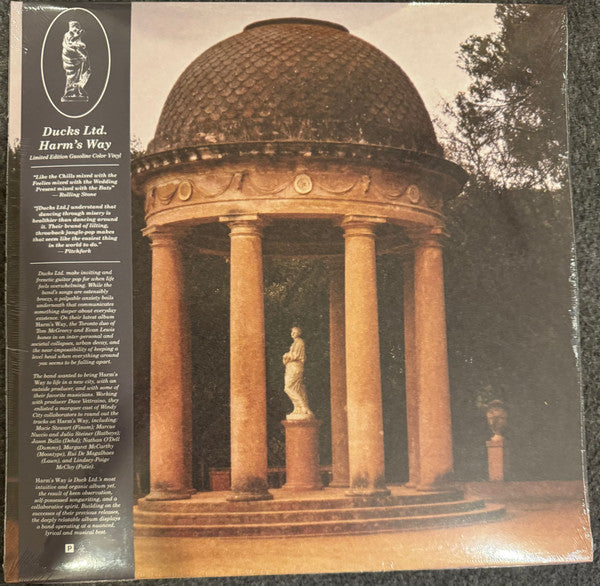 Ducks Ltd.
Harm's Way
Limited Edition Gasoline Color Vinyl
"Like the Chills mixed with the
Feelies mixed with the Wedding
Present mixed with the Bats"
— Rolling Stone
"[Ducks Ltd.] understand that
dancing through misery is
healthier than dancing around
it. Their brand of lilting,
throwback jangle-pop makes
that seem like the easiest thing
in the world to do."
— Pitchfork
Ducks Ltd. make inviting and
frenetic guitar pop for when life
feels overwhelming. While the
band's songs are ostensibly
breezy, a palpable anxiety boils
underneath that communicates
something deeper about everyday
existence. On their latest album
Harm's Way, the Toronto duo of
Tom McGreevy and Evan Lewis
hones in on inter-personal and
societal collapses, urban decay, and
the near-impossibility of keeping a
level head when everything around
you seems to be falling apart.
The band wanted to bring Harm's
Way to life in a new city, with an
outside producer, and with some of
their favorite musicians. Working
with producer Dave Vettraino, they
enlisted a marquee cast of Windy
City collaborators to round out the
tracks on Harm's Way, including:
Macie Stewart (Finom); Marcus
Nuccio and Julia Steiner (Ratboys);
Jason Balla (Dehd); Nathan O'Dell
(Dummy), Margaret McCarthy
(Moontype), Rui De Magalhaes
(Lawn), and Lindsey-Paige
McCloy (Patio).
Harm's Way is Duck Ltd.'s most
intuitive and organic album yet,
the result of keen observation,
self-possessed songwriting, and a
collaborative spirit. Building on the
successes of their previous releases,
the deeply relatable album displays
a band operating at a nuanced,
lyrical and musical best.
P